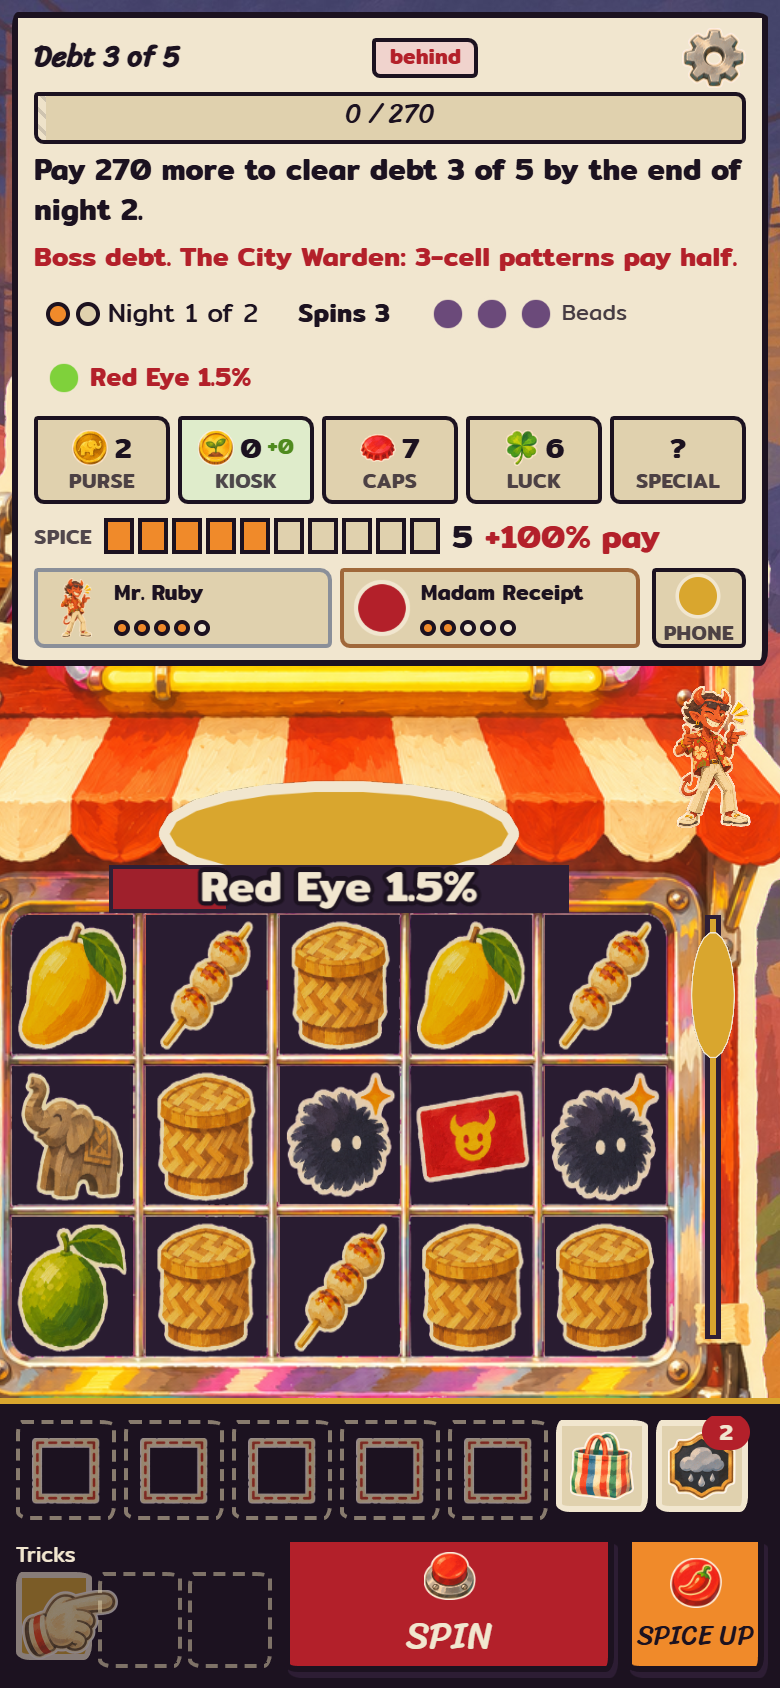 Debt 3 of 5
behind
0 / 270
Pay 270 more to clear debt 3 of 5 by the end of
night 2.
Boss debt. The City Warden: 3-cell patterns pay half.
Night 1 of 2 Spins 3 Beads
Red Eye 1.5%
2 0 +0 7 6 ?
PURSE KIOSK CAPS LUCK SPECIAL
SPICE 5 +100% pay
Mr. Ruby Madam Receipt
PHONE
Red Eye 1.5%
2
Tricks
SPIN SPICE UP